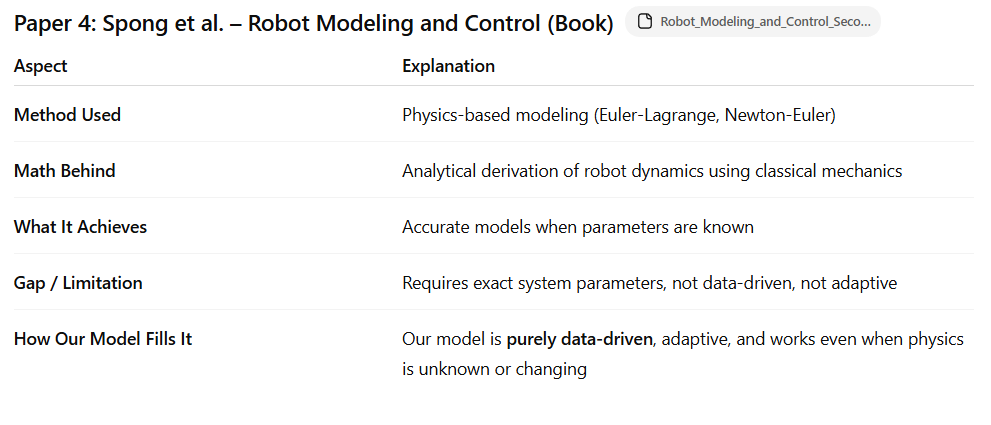 Paper 4: Spong et al. – Robot Modeling and Control (Book) Robot_Modeling_and_Control_Seco...
Aspect Explanation
Method Used Physics-based modeling (Euler-Lagrange, Newton-Euler)
Math Behind Analytical derivation of robot dynamics using classical mechanics
What It Achieves Accurate models when parameters are known
Gap / Limitation Requires exact system parameters, not data-driven, not adaptive
How Our Model Fills It Our model is purely data-driven, adaptive, and works even when physics
is unknown or changing